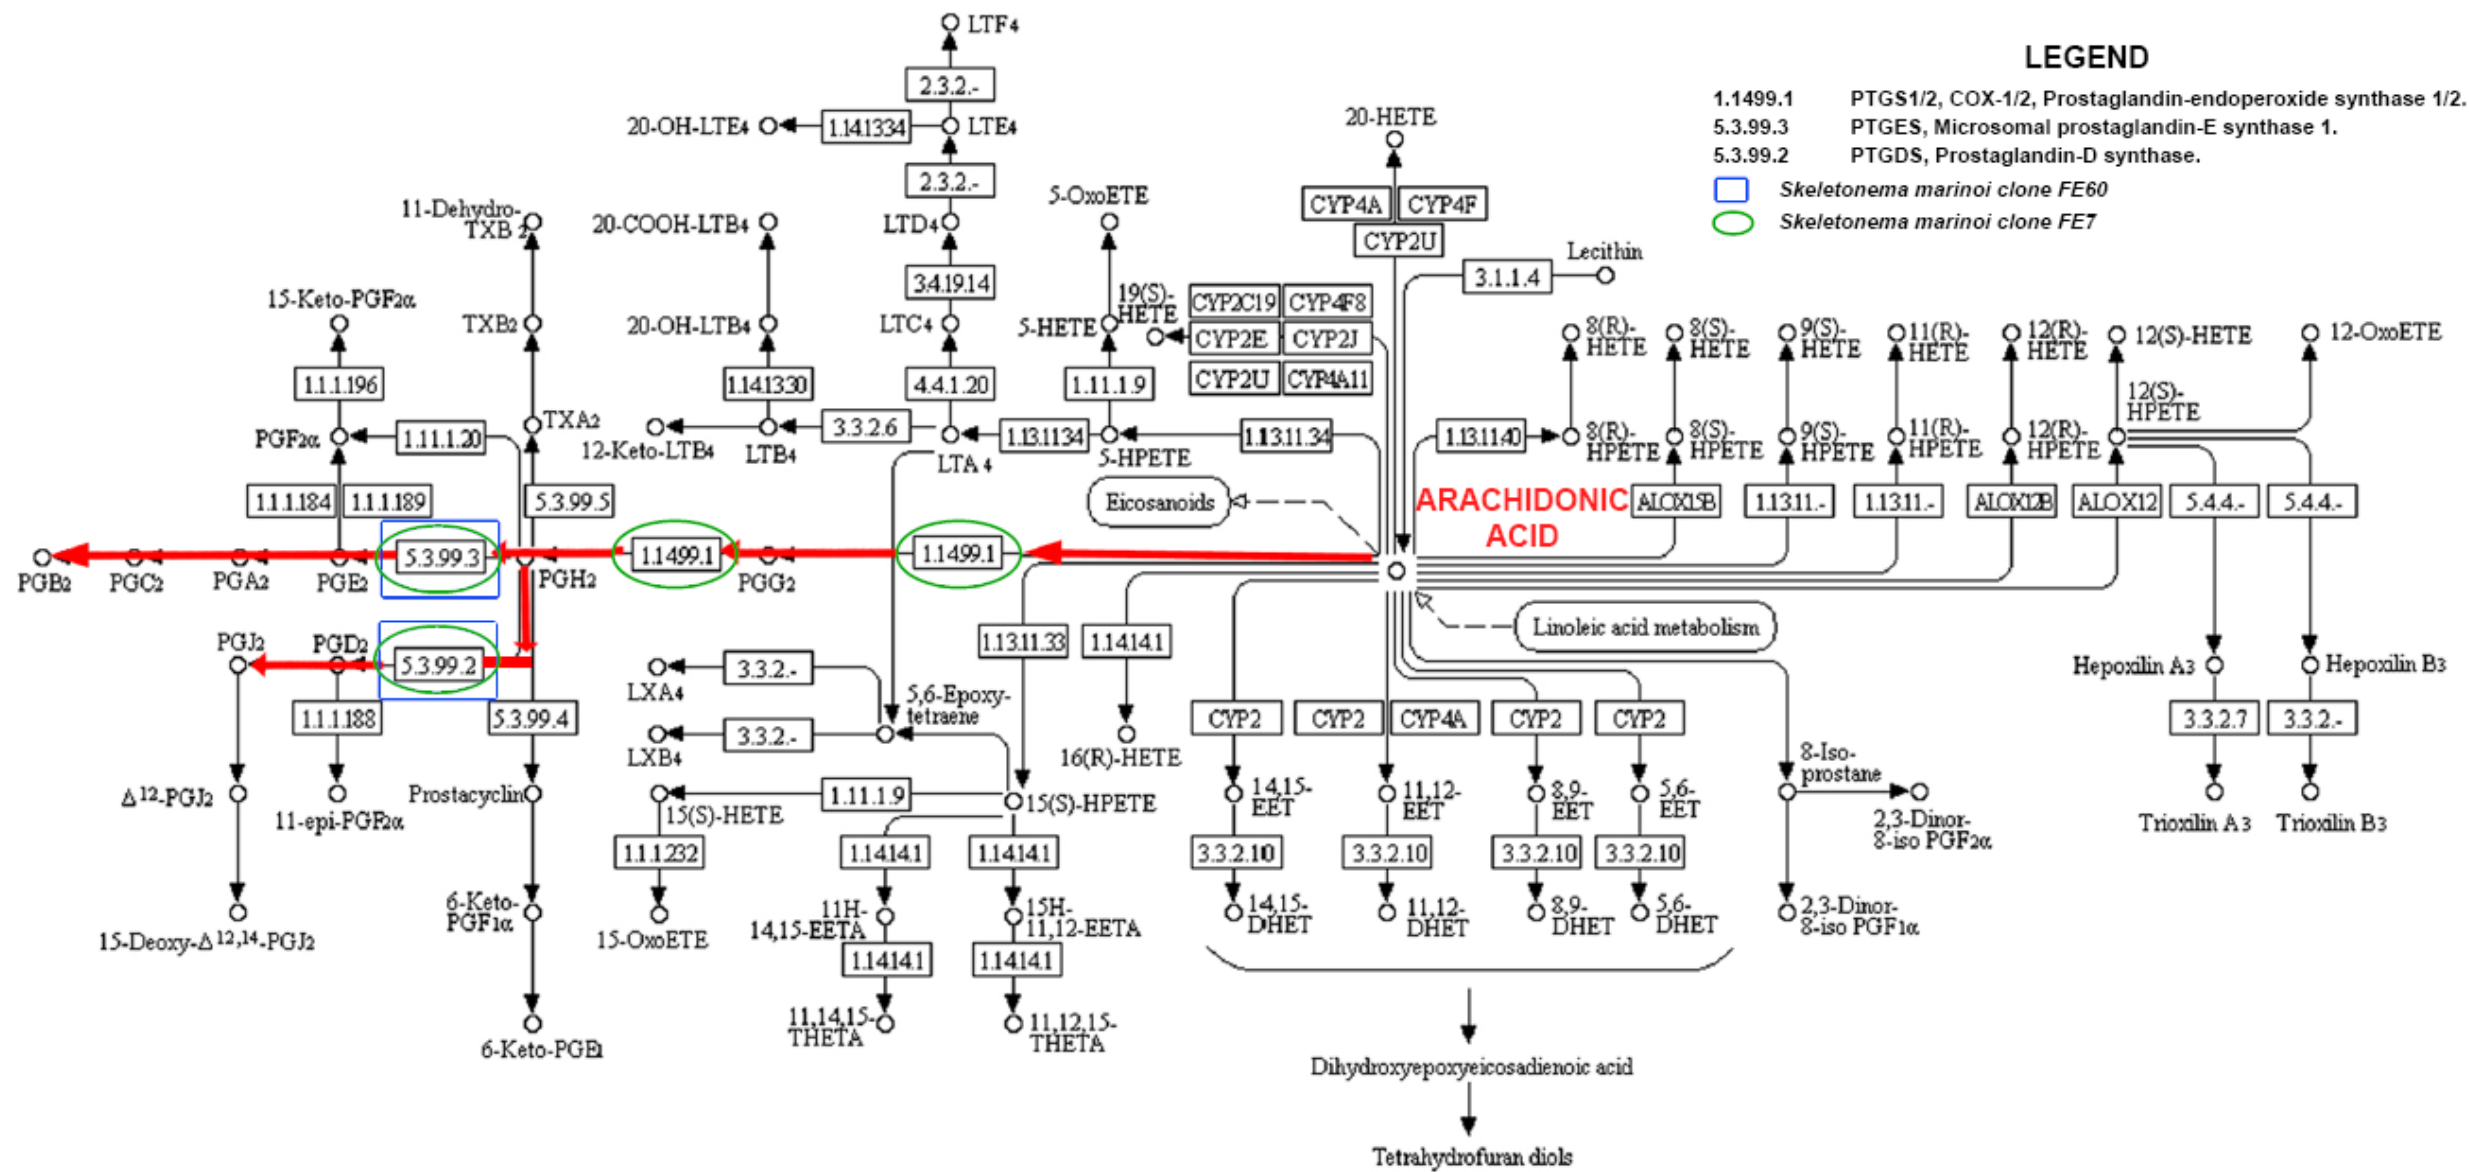 LEGEND
1.1499.1 PTGS1/2, COX-1/2, Prostaglandin-endoperoxide synthase 1/2.
5.3.99.3 PTGES, Microsomal prostaglandin-E synthase 1.
5.3.99.2 PTGDS, Prostaglandin-D synthase.
Skeletonema marinoi clone FE60
Skeletonema marinoi clone FE7
LTF4
2.3.2.-
20-OH-LTE4
1.14.1334
LTE4
2.3.2.-
11-Dehydro-
TXB 2
20-COOH-LTB4
LTD4
5-OxoETE
20-HETE
CYP4A
CYP4F
CYP2U
Lecithin
3.1.1.4
3.4.19.14
15-Keto-PGF2α
TXB2
20-OH-LTB4
LTC4
5-HETE
19(S)-
HETE
CYP2C19
CYP4F8
CYP2E
CYP2J
CYP2U
CYP4A11
8(R)-
HETE
8(S)-
HETE
9(S)-
HETE
11(R)-
HETE
12(R)-
HETE
12(S)-HETE
12-OxoETE
1.1.1.196
1.14.1330
4.4.1.20
1.11.1.9
12(S)-
HPETE
PGF2α
1.11.1.20
TXA2
12-Keto-LTB4
LTB4
3.3.2.6
LTA 4
1.13.1134
5-HPETE
1.13.11.34
1.13.11.40
8(R)-
HPETE
8(S)-
HPETE
9(S)-
HPETE
11(R)-
HPETE
12(R)-
HPETE
1.1.1.184
1.1.1.189
5.3.99.5
Eicosanoids
ARACHIDONIC
ACID
ALOX15B
1.13.11.-
1.13.11.-
ALOX12B
ALOX12
5.4.4.-
5.4.4.-
PGB2
PGC2
PGA2
PGE2
5.3.99.3
PGH2
1.1499.1
PGG2
1.1499.1
PGJ2
PGD2
5.3.99.2
1.13.11.33
1.14.14.1
Linoleic acid metabolism
LXA4
3.3.2.-
Hepoxilin A3
Hepoxilin B3
1.1.1.188
5.3.99.4
5,6-Epoxy-
tetraene
LXB4
3.3.2.-
16(R)-HETE
CYP2
CYP2
CYP4A
CYP2
CYP2
3.3.2.7
3.3.2.-
8-Iso-
prostane
Δ12-PGJ2
11-epi-PGF2α
Prostacyclin
15(S)-HETE
1.11.1.9
15(S)-HPETE
14,15-
EET
11,12-
EET
8,9-
EET
5,6-
EET
2,3-Dinor-
8-iso PGF2α
Trioxilin A3
Trioxilin B3
1.1.1.232
1.14.14.1
1.14.14.1
3.3.2.10
3.3.2.10
3.3.2.10
3.3.2.10
15-Deoxy-Δ12,14-PGJ2
6-Keto-
PGF1α
15-OxoETE
11H-
14,15-EETA
15H-
11,12-EETA
14,15-
DHET
11,12-
DHET
8,9-
DHET
5,6-
DHET
2,3-Dinor-
8-iso PGF1α
1.14.14.1
1.14.14.1
6-Keto-PGE1
11,14,15-
THETA
11,12,15-
THETA
Dihydroxyepoxyeicosadienoic acid
Tetrahydrofuran diols